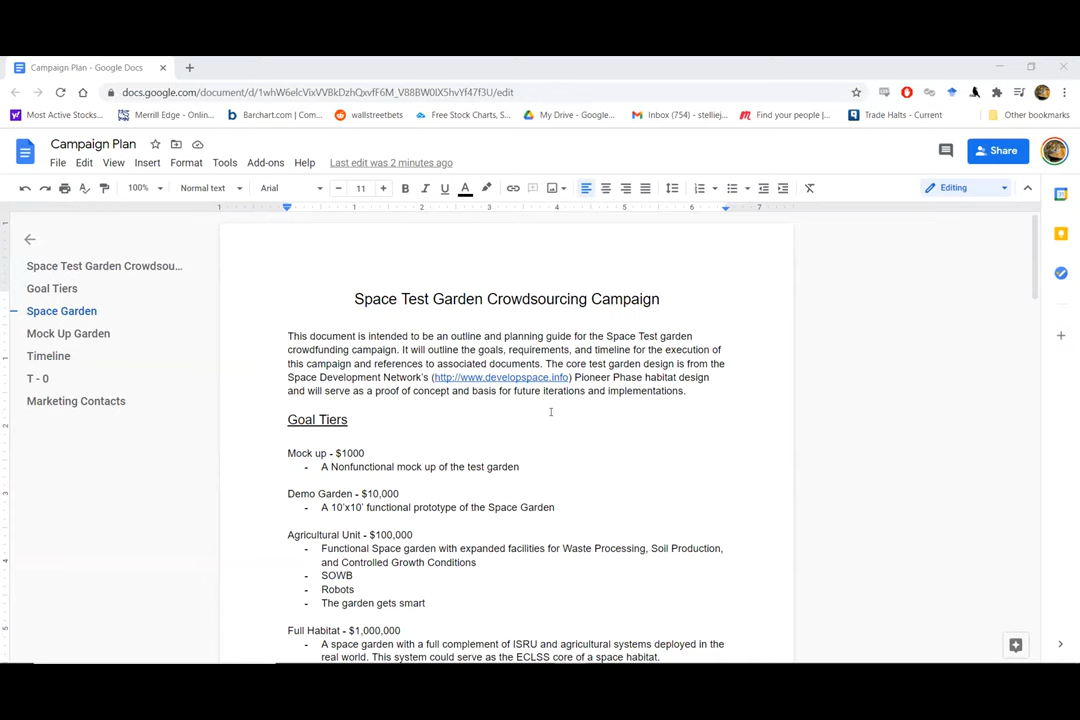 Campaign Plan - Google Docs
docs.google.com/document/d/1whW6elcVixVVBkDzhQxvfF6M_V88BW0IX5hvYf47f3U/edit
Most Active Stocks...
Merrill Edge - Onlin...
Barchart.com | Com...
wallstreetbets
Free Stock Charts, S...
My Drive - Google...
Inbox (754) - stelliej...
Find your people |...
Trade Halts - Current
Other bookmarks
Campaign Plan
File Edit View Insert Format Tools Add-ons Help Last edit was 2 minutes ago
Share
100% Normal text Arial 11 Editing
1 1 2 3 4 5 6 7
Space Test Garden Crowdsou...
Goal Tiers
Space Garden
Mock Up Garden
Timeline
T - 0
Marketing Contacts
Space Test Garden Crowdsourcing Campaign
This document is intended to be an outline and planning guide for the Space Test garden
crowdfunding campaign. It will outline the goals, requirements, and timeline for the execution of
this campaign and references to associated documents. The core test garden design is from the
Space Development Network's (http://www.developspace.info) Pioneer Phase habitat design
and will serve as a proof of concept and basis for future iterations and implementations.
Goal Tiers
Mock up - $1000
- A Nonfunctional mock up of the test garden
Demo Garden - $10,000
- A 10'x10' functional prototype of the Space Garden
Agricultural Unit - $100,000
- Functional Space garden with expanded facilities for Waste Processing, Soil Production,
and Controlled Growth Conditions
- SOWB
- Robots
- The garden gets smart
Full Habitat - $1,000,000
- A space garden with a full complement of ISRU and agricultural systems deployed in the
real world. This system could serve as the ECLSS core of a space habitat.